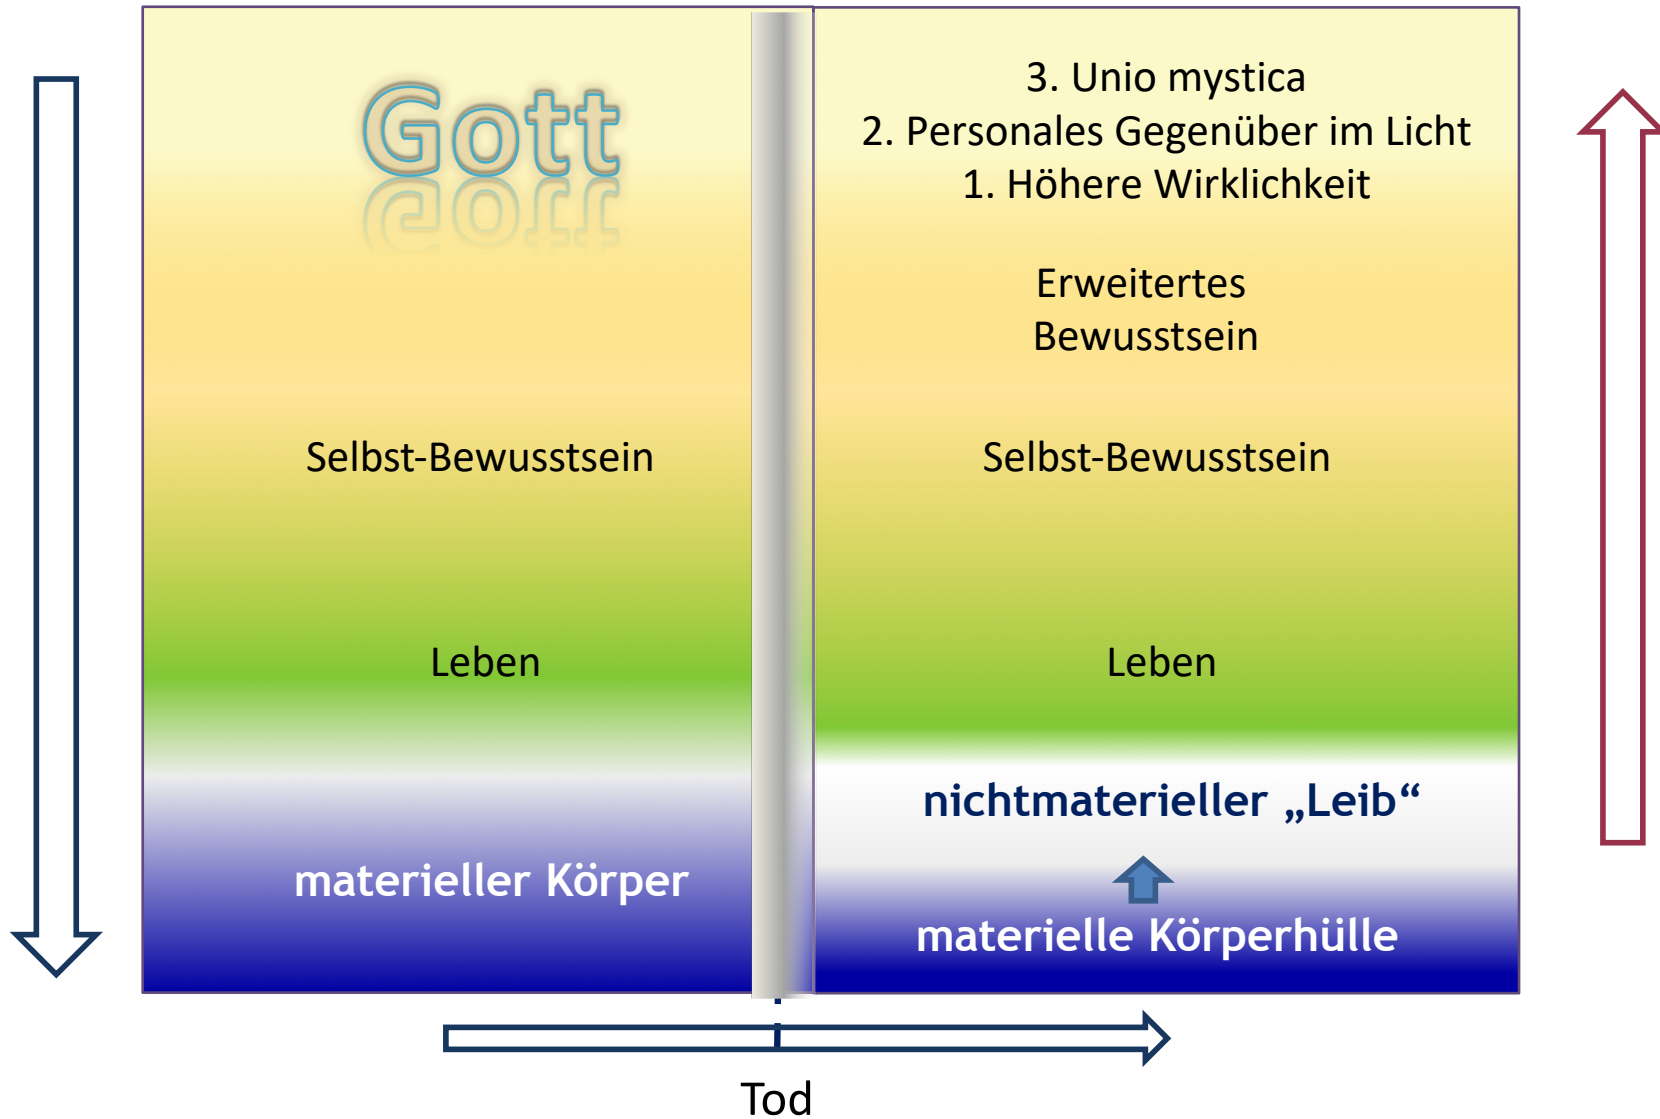 Gott
Selbst-Bewusstsein
Leben
materieller Körper
3. Unio mystica
2. Personales Gegenüber im Licht
1. Höhere Wirklichkeit
Erweitertes
Bewusstsein
Selbst-Bewusstsein
Leben
nichtmaterieller „Leib“
materielle Körperhülle
Tod